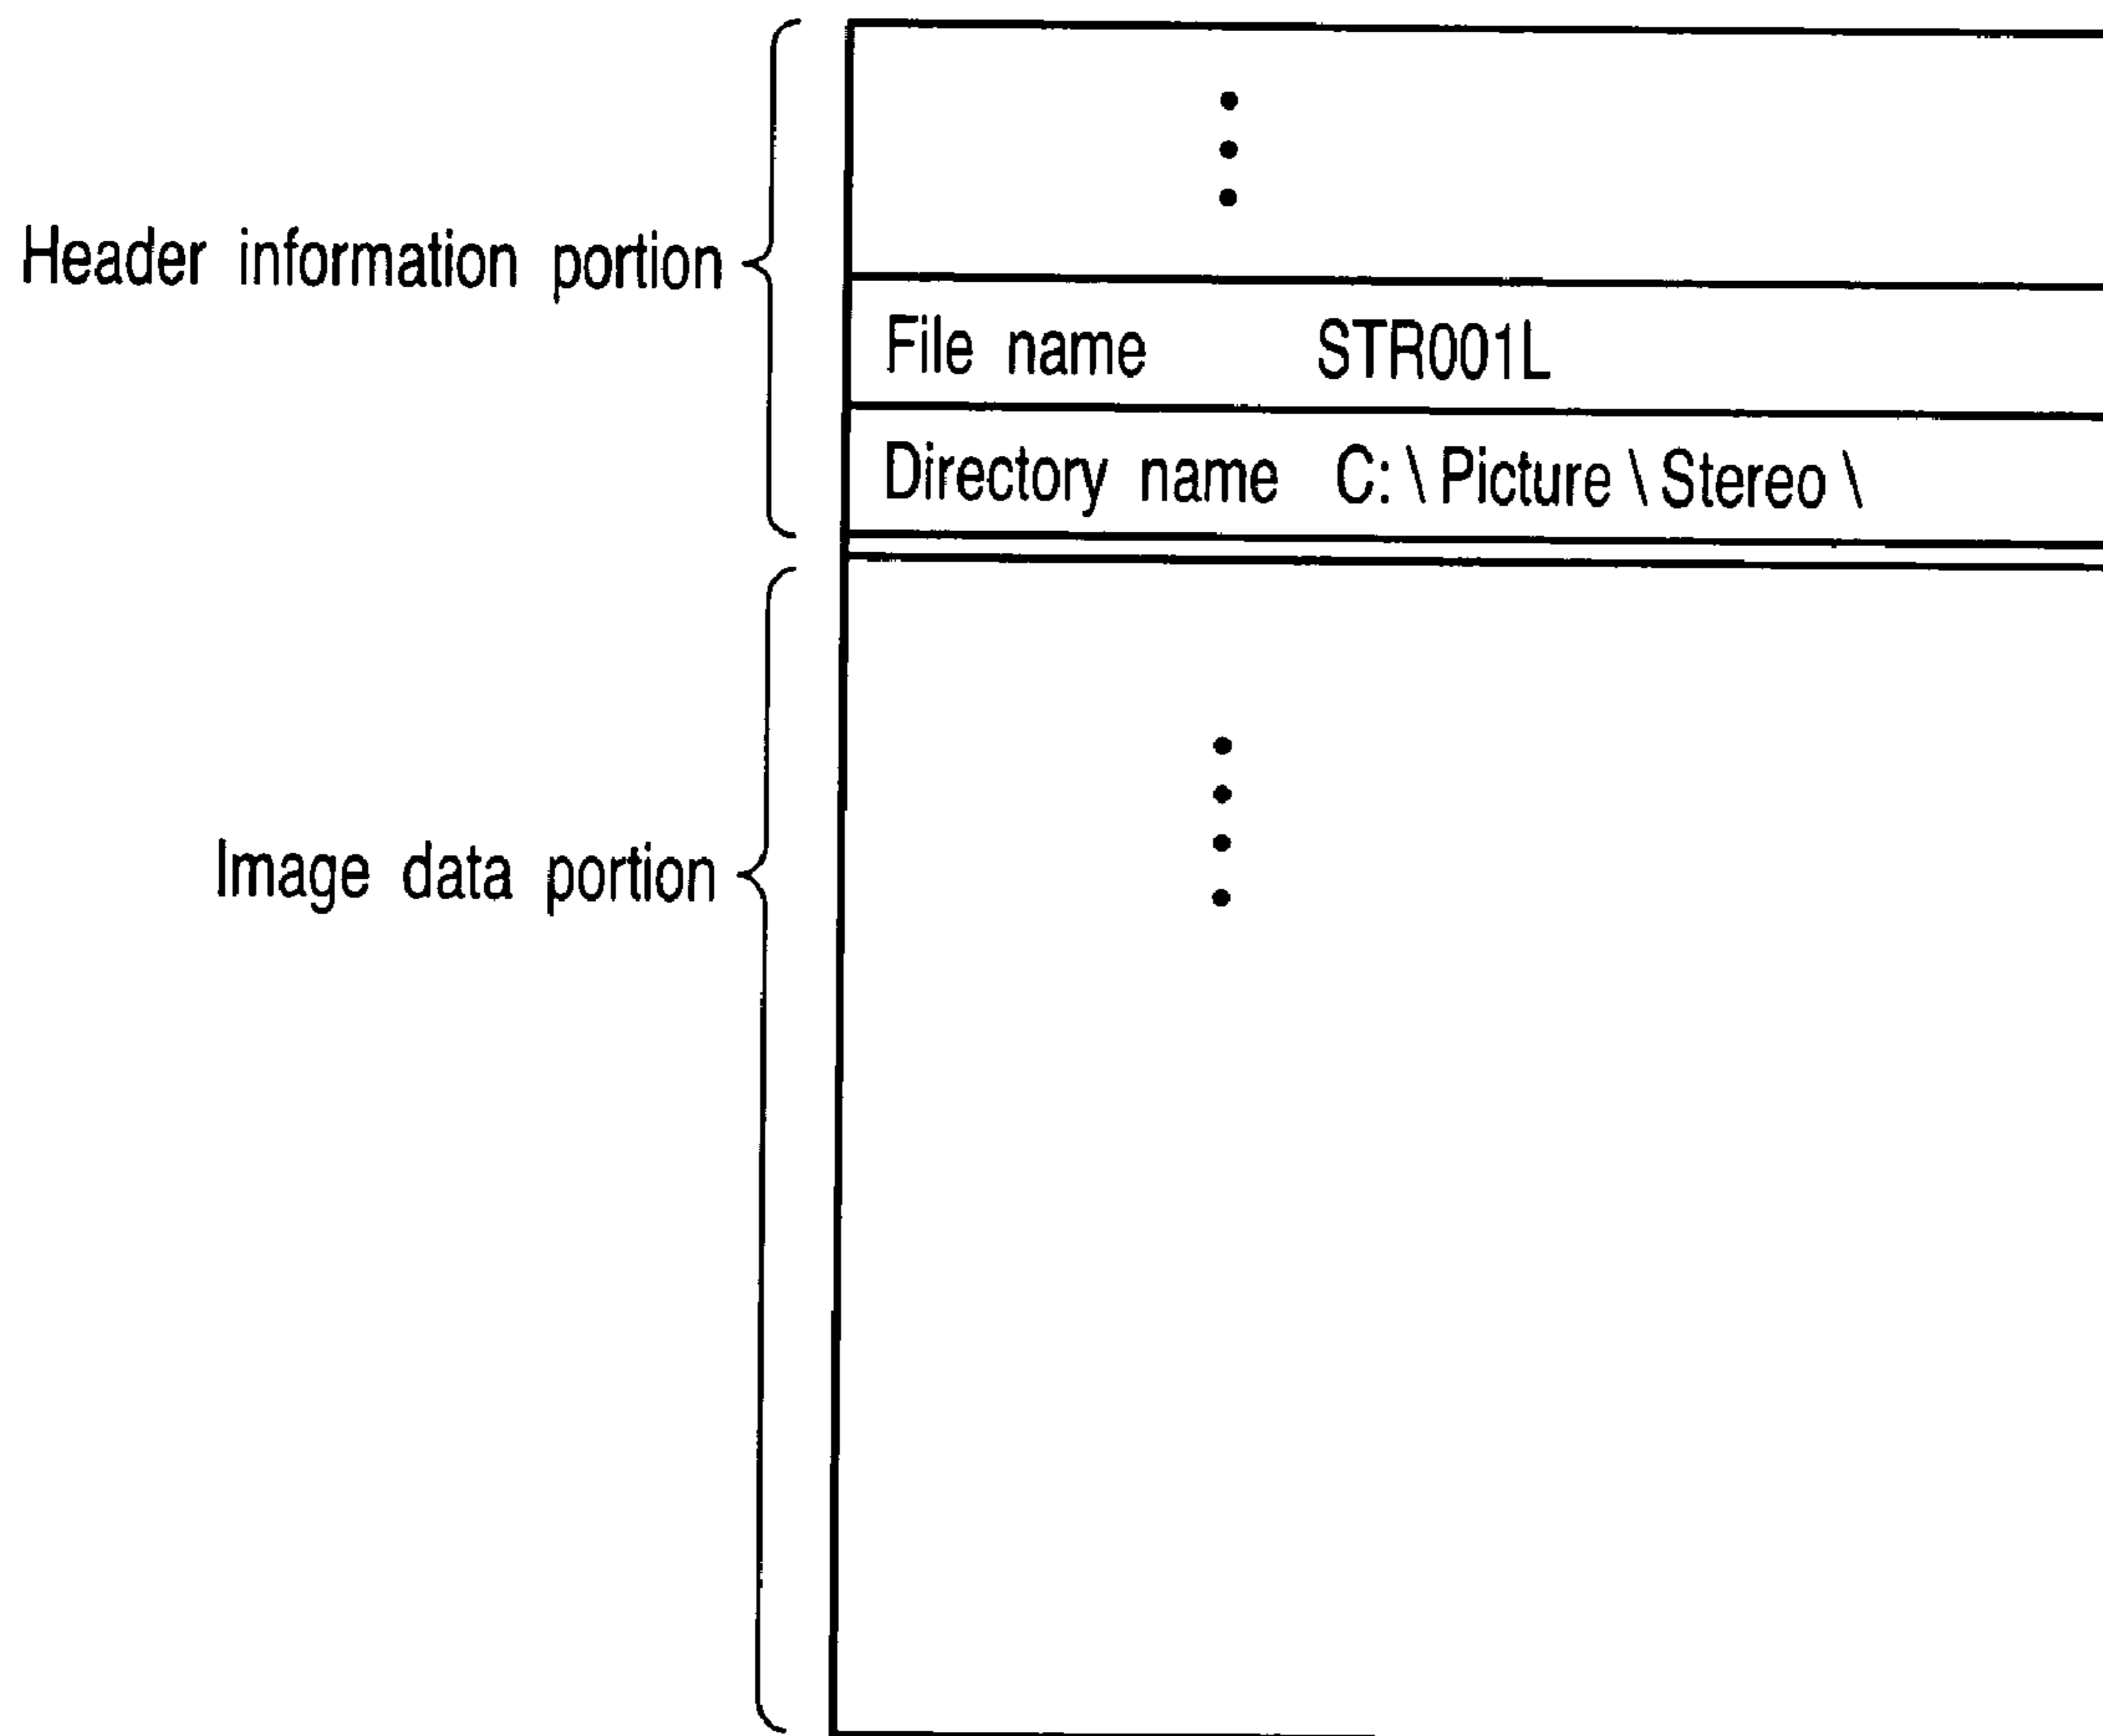 Header information portion
File name STR001L
Directory name C:\Picture\Stereo\
Image data portion